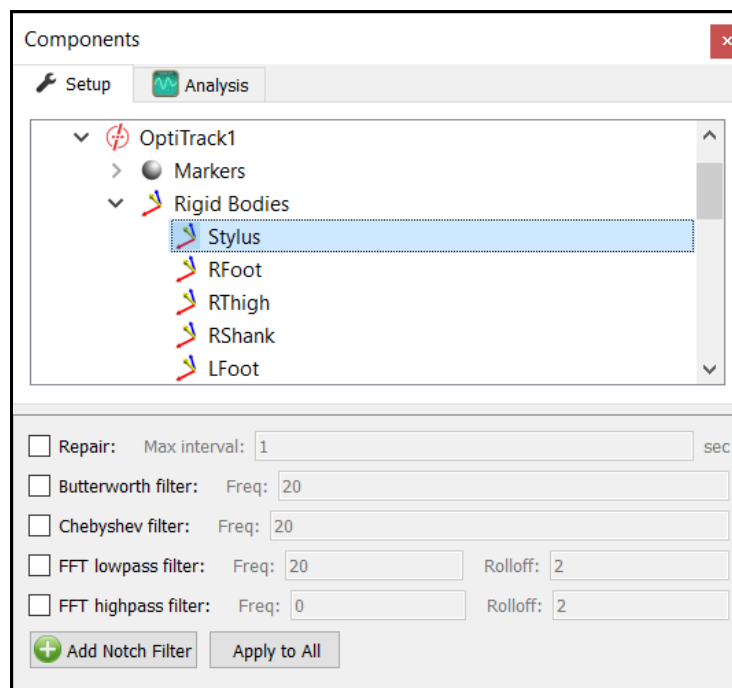 Components
Setup Analysis
OptiTrack1
Markers
Rigid Bodies
Stylus
RFoot
RThigh
RShank
LFoot
Repair: Max interval: 1 sec
Butterworth filter: Freq: 20
Chebyshev filter: Freq: 20
FFT lowpass filter: Freq: 20 Rolloff: 2
FFT highpass filter: Freq: 0 Rolloff: 2
Add Notch Filter Apply to All